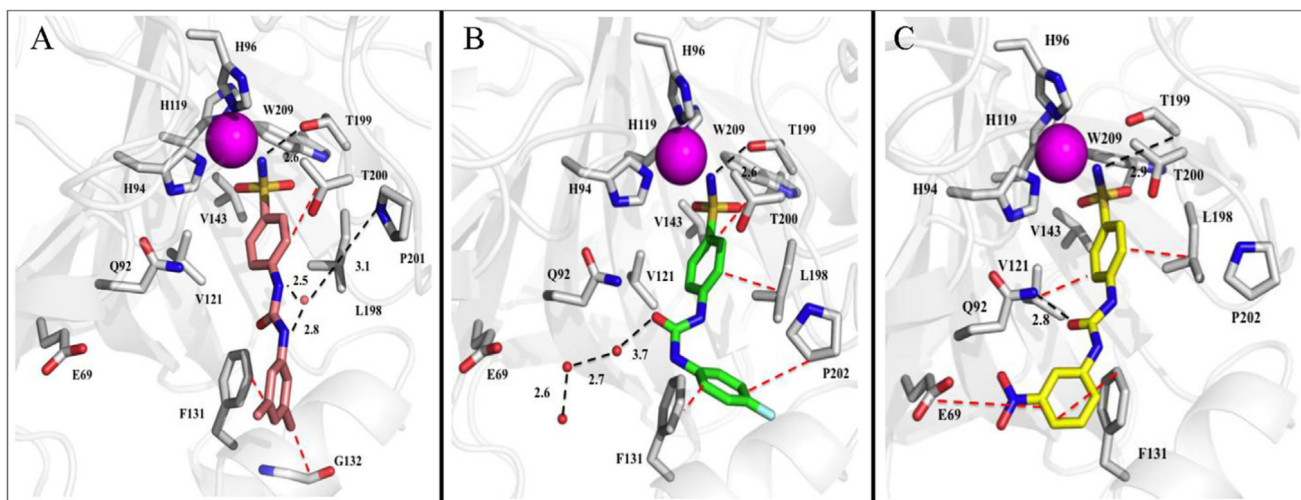 A
H96
H119
W209
T199
2.6
H94
T200
V143
Q92
3.1
P201
2.5
V121
L198
2.8
E69
F131
G132
B
H96
H119
W209
T199
2.6
H94
V143
T200
Q92
V121
L198
3.7
E69
2.7
2.6
P202
F131
C
H96
T199
H119
W209
2.9
T200
H94
L198
V143
V121
Q92
2.8
P202
E69
F131